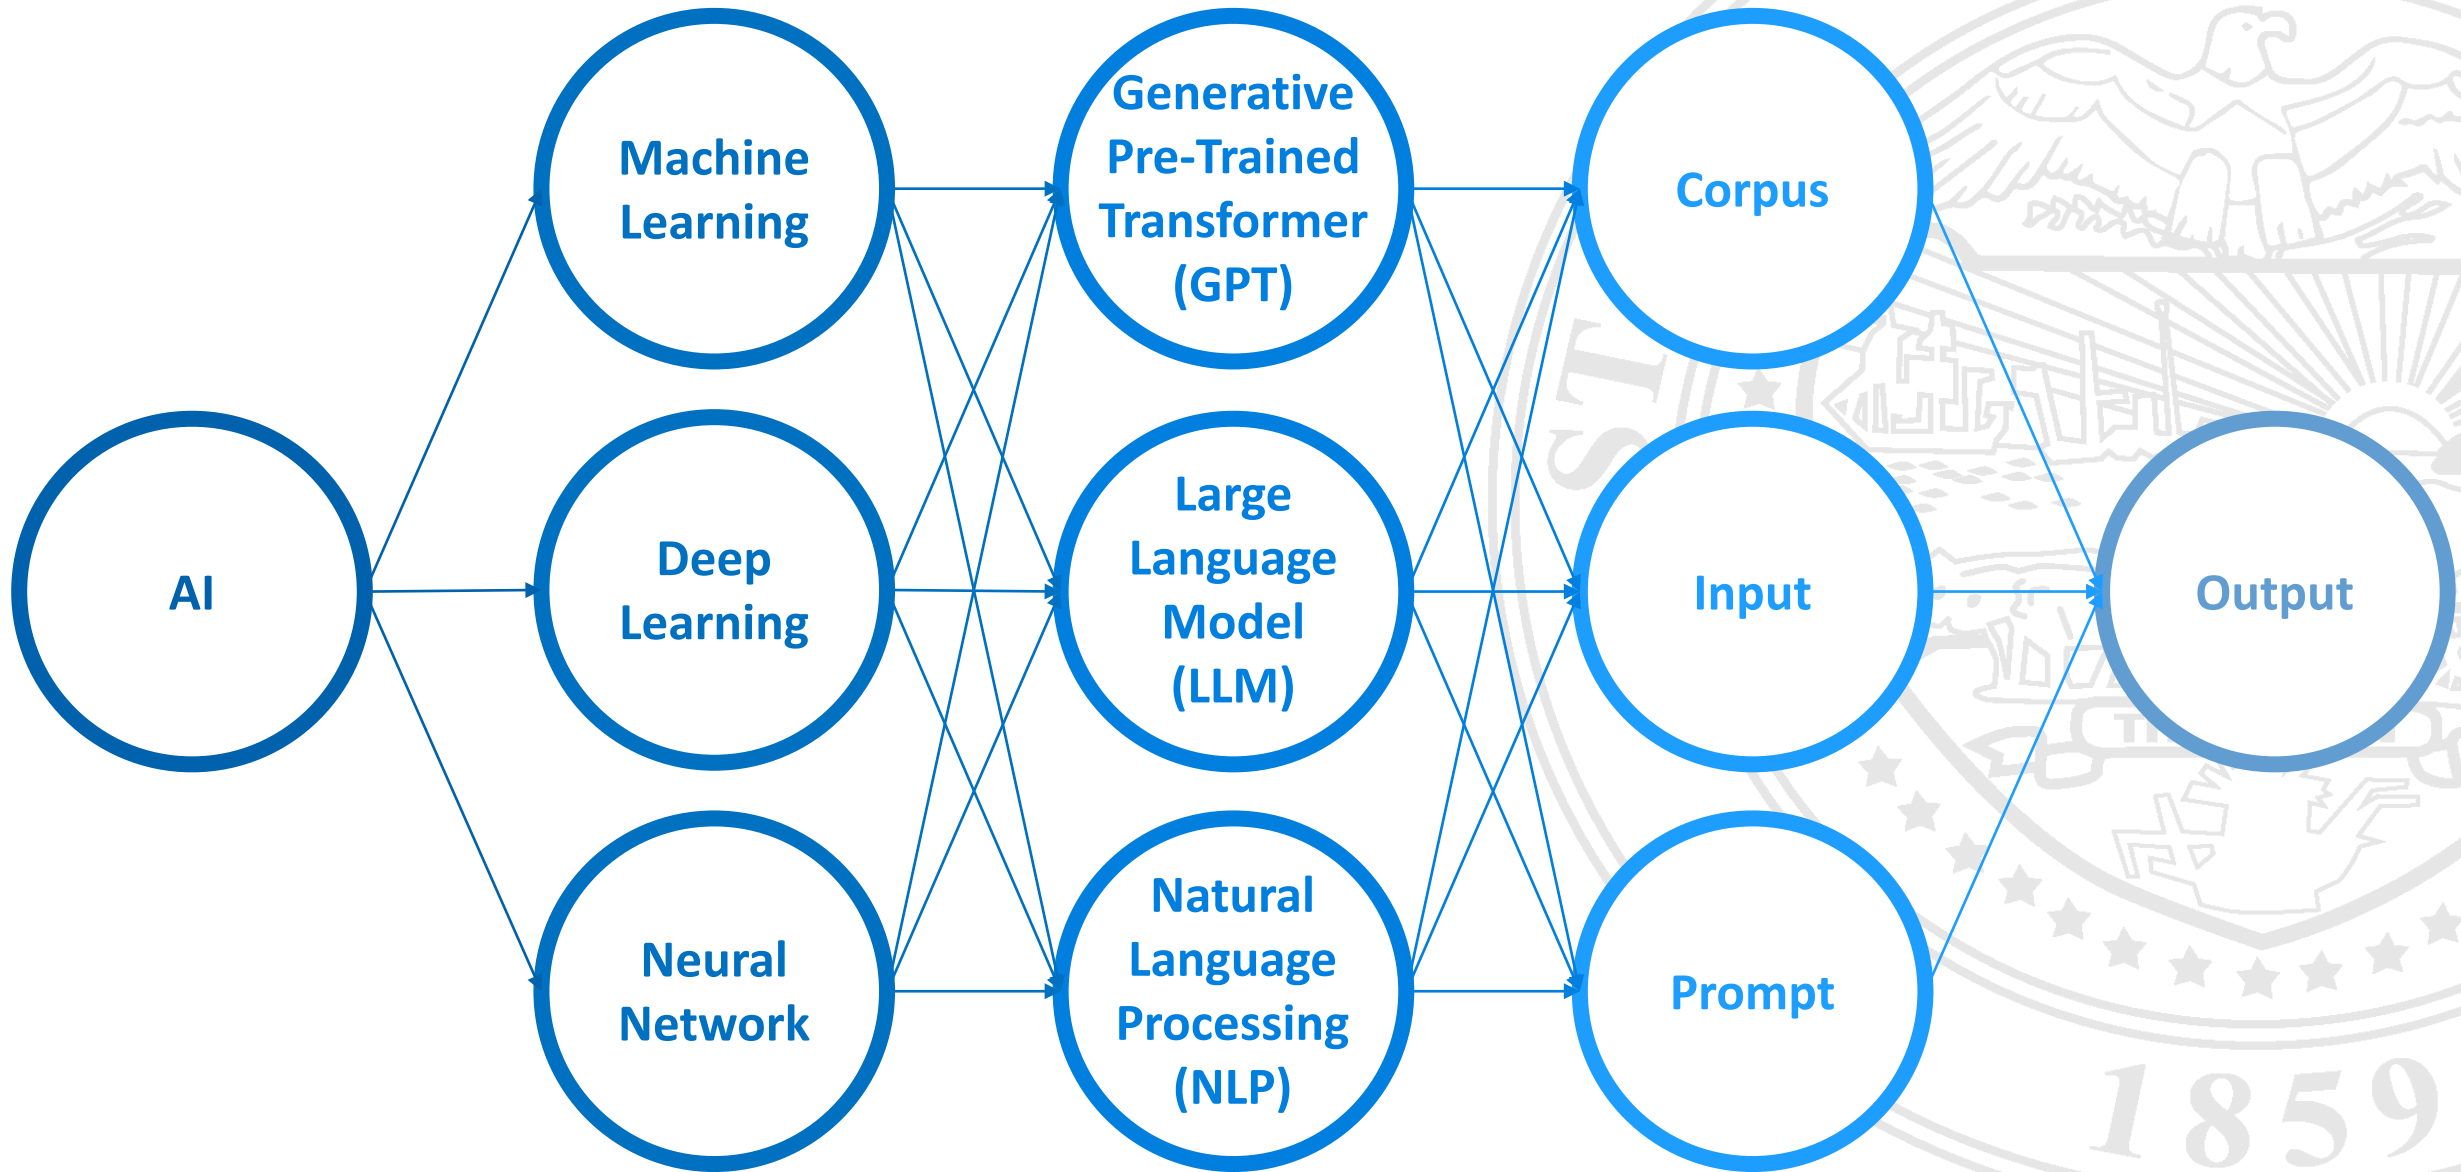 AI
Machine
Learning
Deep
Learning
Neural
Network
Generative
Pre-Trained
Transformer
(GPT)
Large
Language
Model
(LLM)
Natural
Language
Processing
(NLP)
Corpus
Input
Prompt
Output
ST
1859